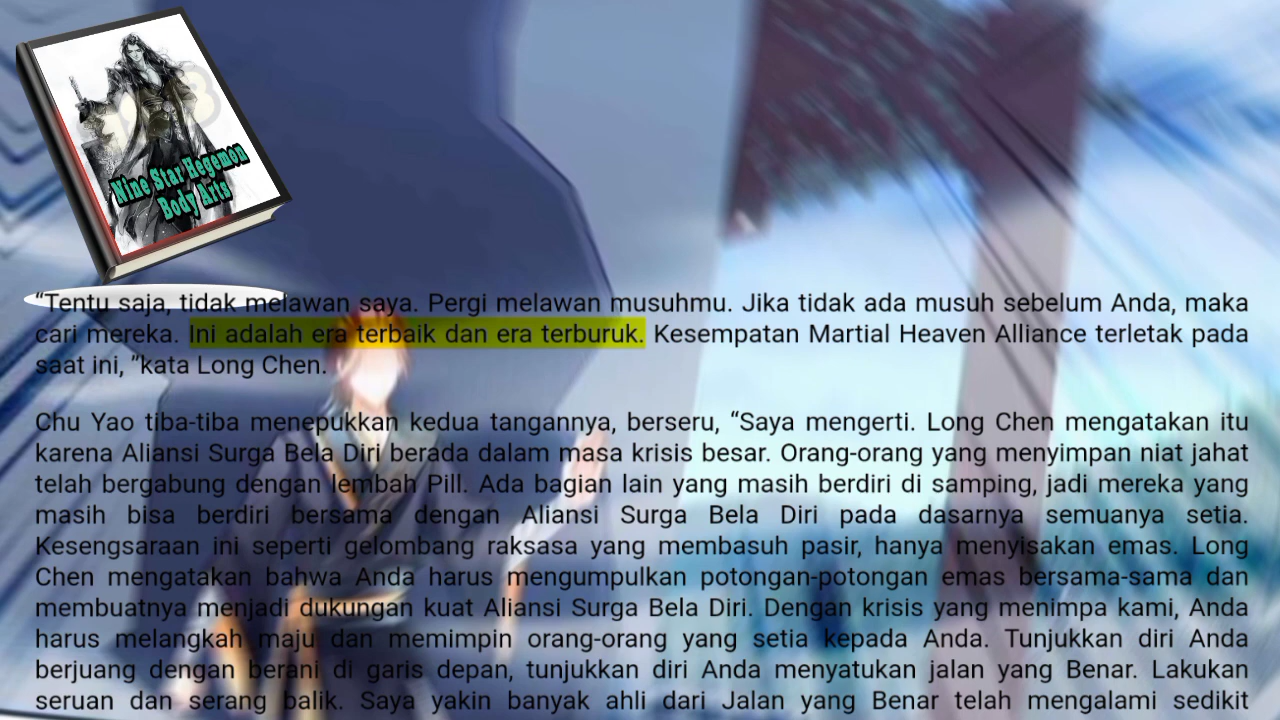 Nine Star Hegemon
Body Arts
“Tentu saja, tidak melawan saya. Pergi melawan musuhmu. Jika tidak ada musuh sebelum Anda, maka
cari mereka. Ini adalah era terbaik dan era terburuk. Kesempatan Martial Heaven Alliance terletak pada
saat ini, ”kata Long Chen.
Chu Yao tiba-tiba menepukkan kedua tangannya, berseru, “Saya mengerti. Long Chen mengatakan itu
karena Aliansi Surga Bela Diri berada dalam masa krisis besar. Orang-orang yang menyimpan niat jahat
telah bergabung dengan lembah Pill. Ada bagian lain yang masih berdiri di samping, jadi mereka yang
masih bisa berdiri bersama dengan Aliansi Surga Bela Diri pada dasarnya semuanya setia.
Kesengsaraan ini seperti gelombang raksasa yang membasuh pasir, hanya menyisakan emas. Long
Chen mengatakan bahwa Anda harus mengumpulkan potongan-potongan emas bersama-sama dan
membuatnya menjadi dukungan kuat Aliansi Surga Bela Diri. Dengan krisis yang menimpa kami, Anda
harus melangkah maju dan memimpin orang-orang yang setia kepada Anda. Tunjukkan diri Anda
berjuang dengan berani di garis depan, tunjukkan diri Anda menyatukan jalan yang Benar. Lakukan
seruan dan serang balik. Saya yakin banyak ahli dari Jalan yang Benar telah mengalami sedikit